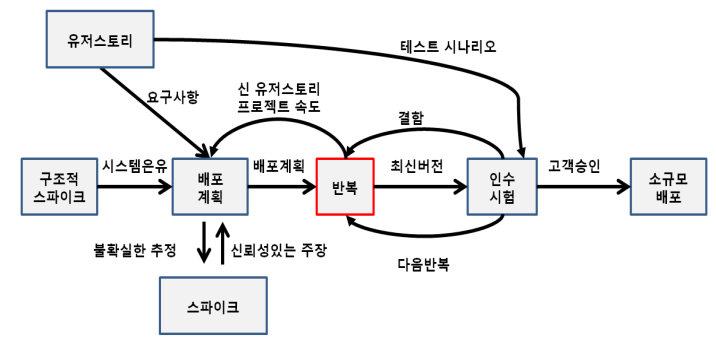 유저스토리
테스트 시나리오
요구사항
신 유저스토리
프로젝트 속도
결함
구조적
스파이크
시스템은유
배포
계획
배포계획
반복
최신버전
인수
시험
고객승인
소규모
배포
불확실한 추정
신뢰성있는 주장
다음반복
스파이크